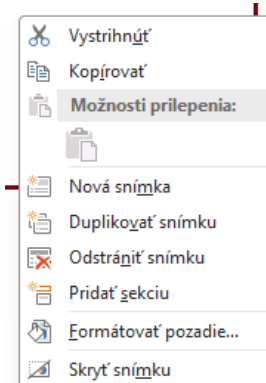 Vystrihnúť
Kopírovať
Možnosti prilepenia:
Nová snímka
Duplikovať snímku
Odstrániť snímku
Pridať sekciu
Formátovať pozadie...
Skryť snímku